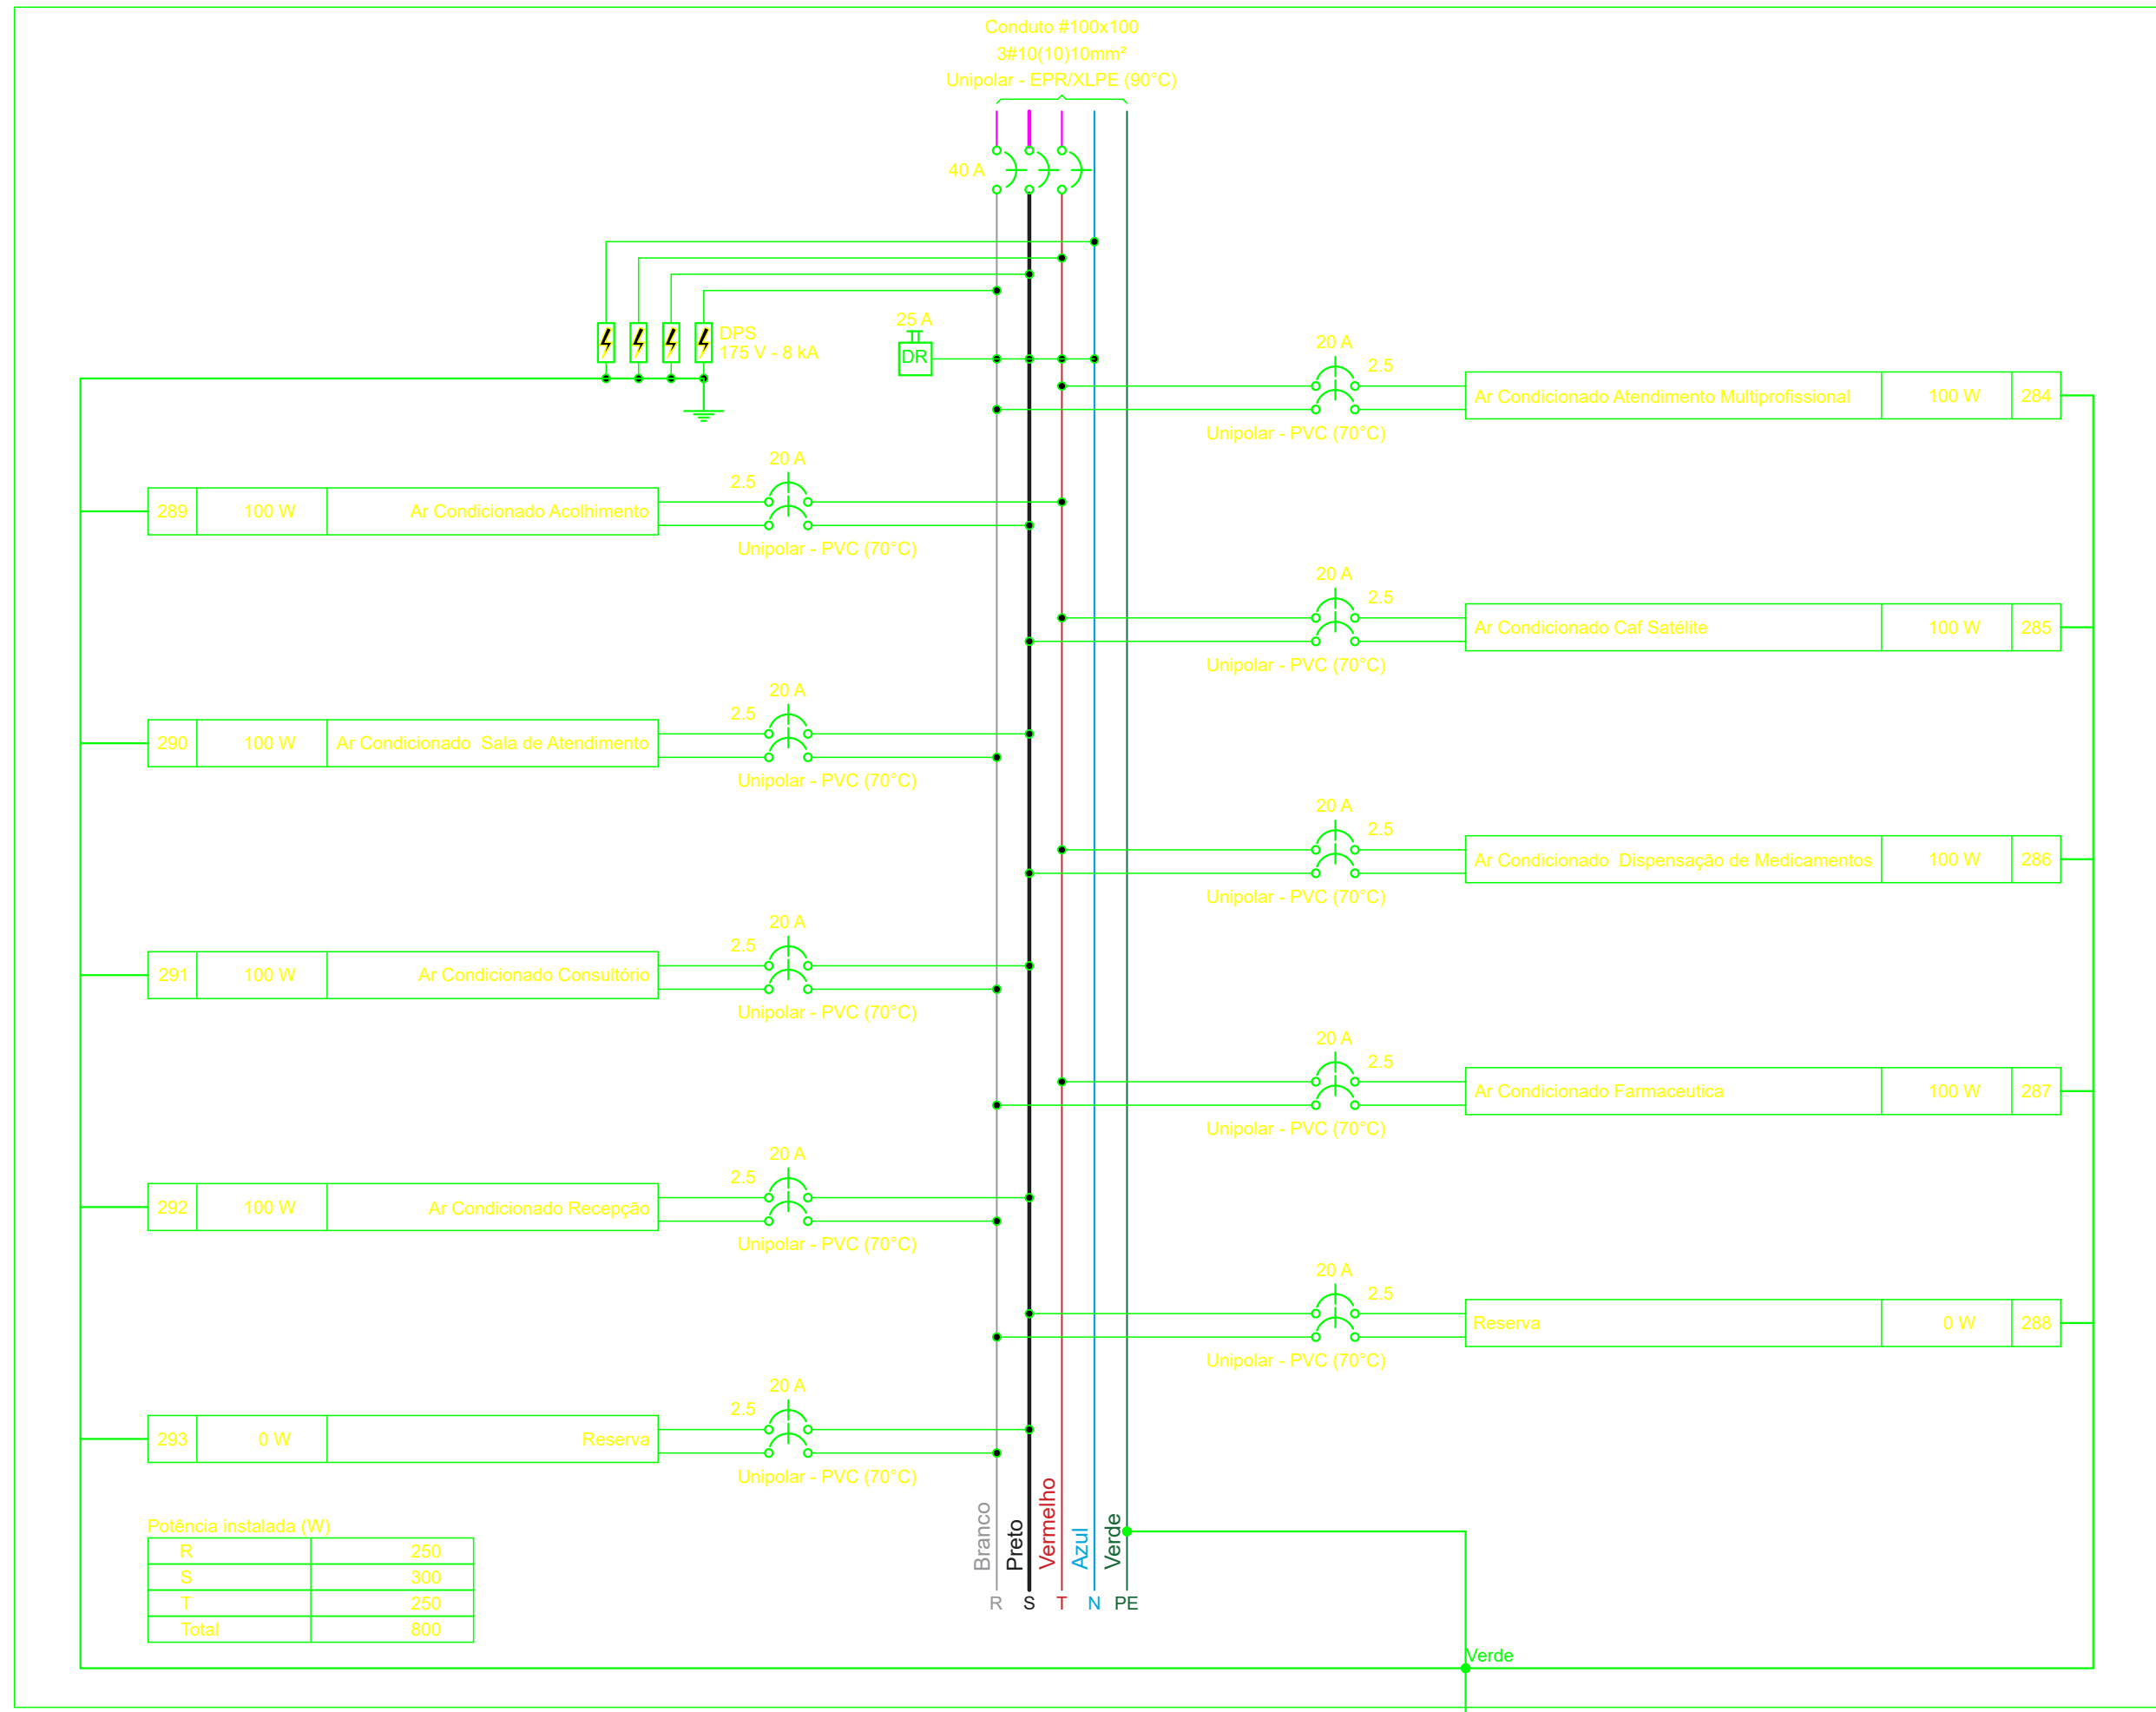 Conduto #100x100
3#10(10)10mm²
Unipolar - EPR/XLPE (90°C)
40 A
DPS
175 V - 8 kA
25 A
DR
20 A
2.5
Ar Condicionado Atendimento Multiprofissional 100 W 284
Unipolar - PVC (70°C)
20 A
2.5
289 100 W Ar Condicionado Acolhimento
Unipolar - PVC (70°C)
20 A
2.5
Ar Condicionado Caf Satélite 100 W 285
Unipolar - PVC (70°C)
20 A
2.5
290 100 W Ar Condicionado  Sala de Atendimento
Unipolar - PVC (70°C)
20 A
2.5
Ar Condicionado  Dispensação de Medicamentos 100 W 286
Unipolar - PVC (70°C)
20 A
2.5
291 100 W Ar Condicionado Consultório
Unipolar - PVC (70°C)
20 A
2.5
Ar Condicionado Farmaceutica 100 W 287
Unipolar - PVC (70°C)
20 A
2.5
292 100 W Ar Condicionado Recepção
Unipolar - PVC (70°C)
20 A
2.5
Reserva 0 W 288
Unipolar - PVC (70°C)
20 A
2.5
293 0 W Reserva
Unipolar - PVC (70°C)
Potência instalada (W)
R 250
S 300
T 250
Total 800
Branco
Preto
Vermelho
Azul
Verde
R S T N PE
Verde